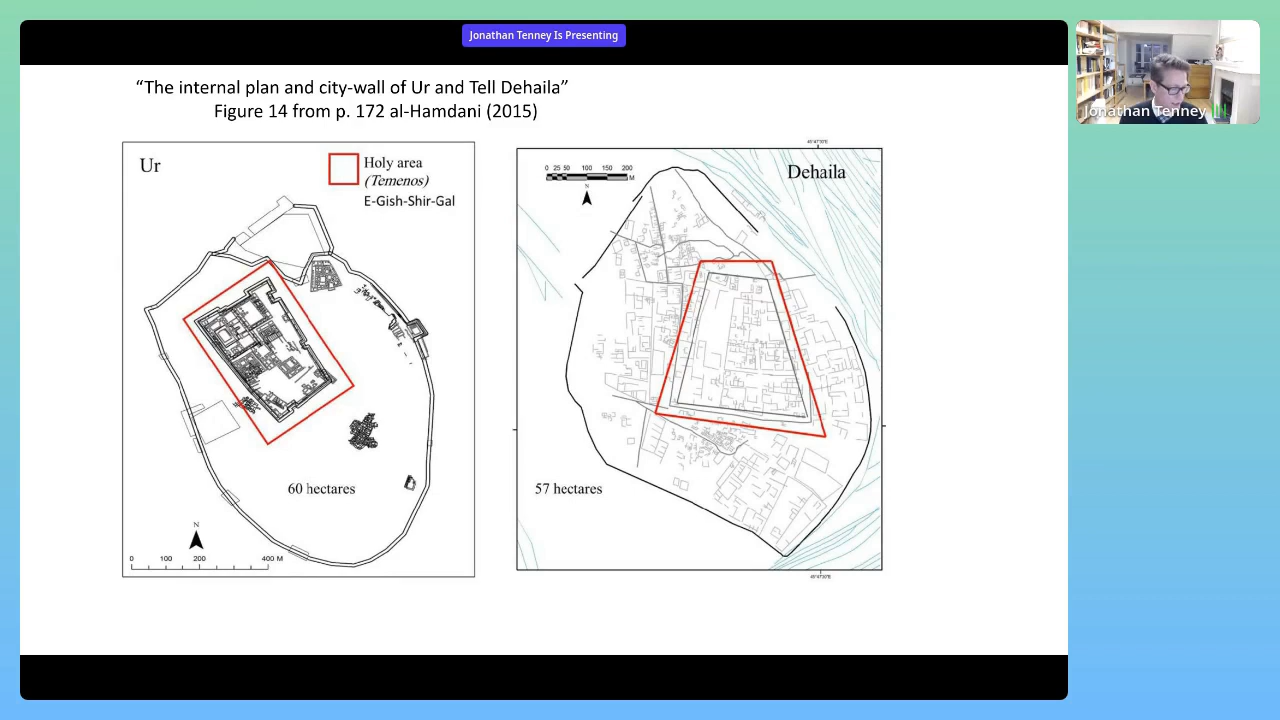 Jonathan Tenney Is Presenting
“The internal plan and city-wall of Ur and Tell Dehaila”
Figure 14 from p. 172 al-Hamdani (2015)
Ur
Holy area
(Temenos)
E-Gish-Shir-Gal
60 hectares
N
0 100 200 400 M
0 25 50 100 150 200
M
N
Dehaila
57 hectares
Jonathan Tenney